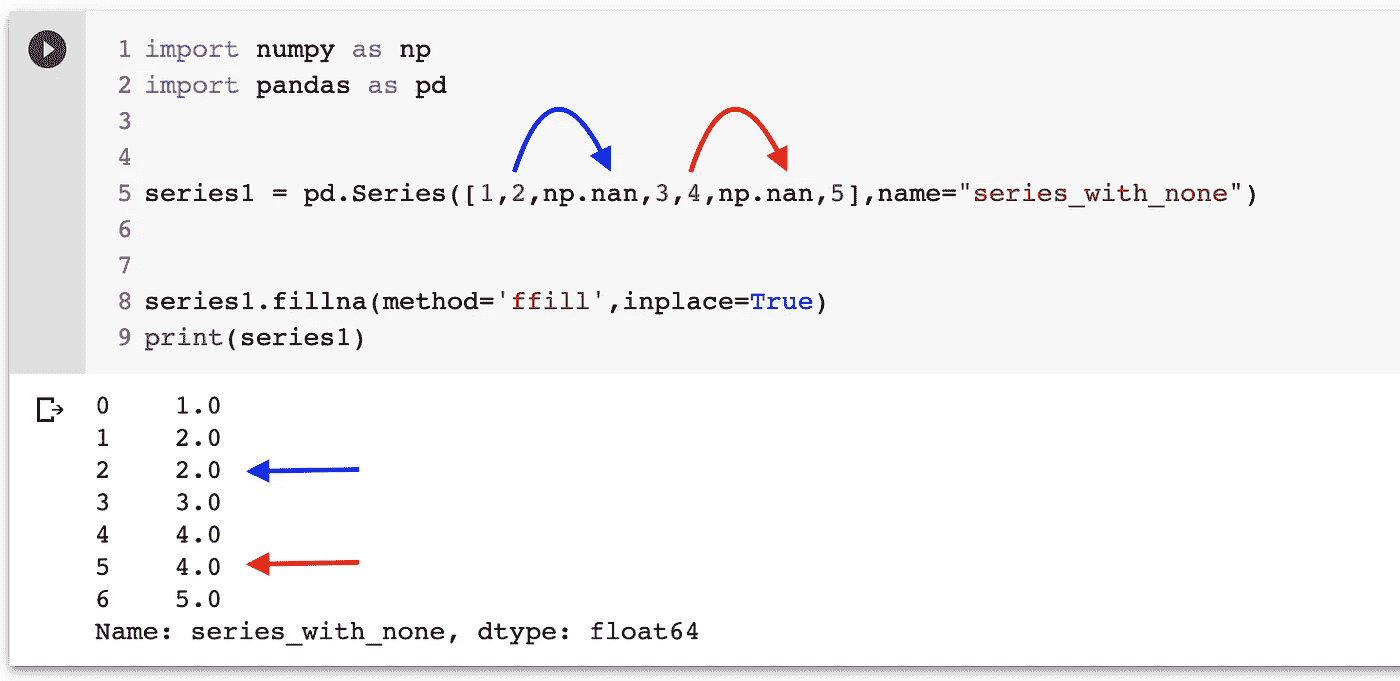 1 import numpy as np
2 import pandas as pd
3
4
5 series1 = pd.Series([1,2,np.nan,3,4,np.nan,5],name="series_with_none")
6
7
8 series1.fillna(method='ffill',inplace=True)
9 print(series1)
0 1.0
1 2.0
2 2.0
3 3.0
4 4.0
5 4.0
6 5.0
Name: series_with_none, dtype: float64